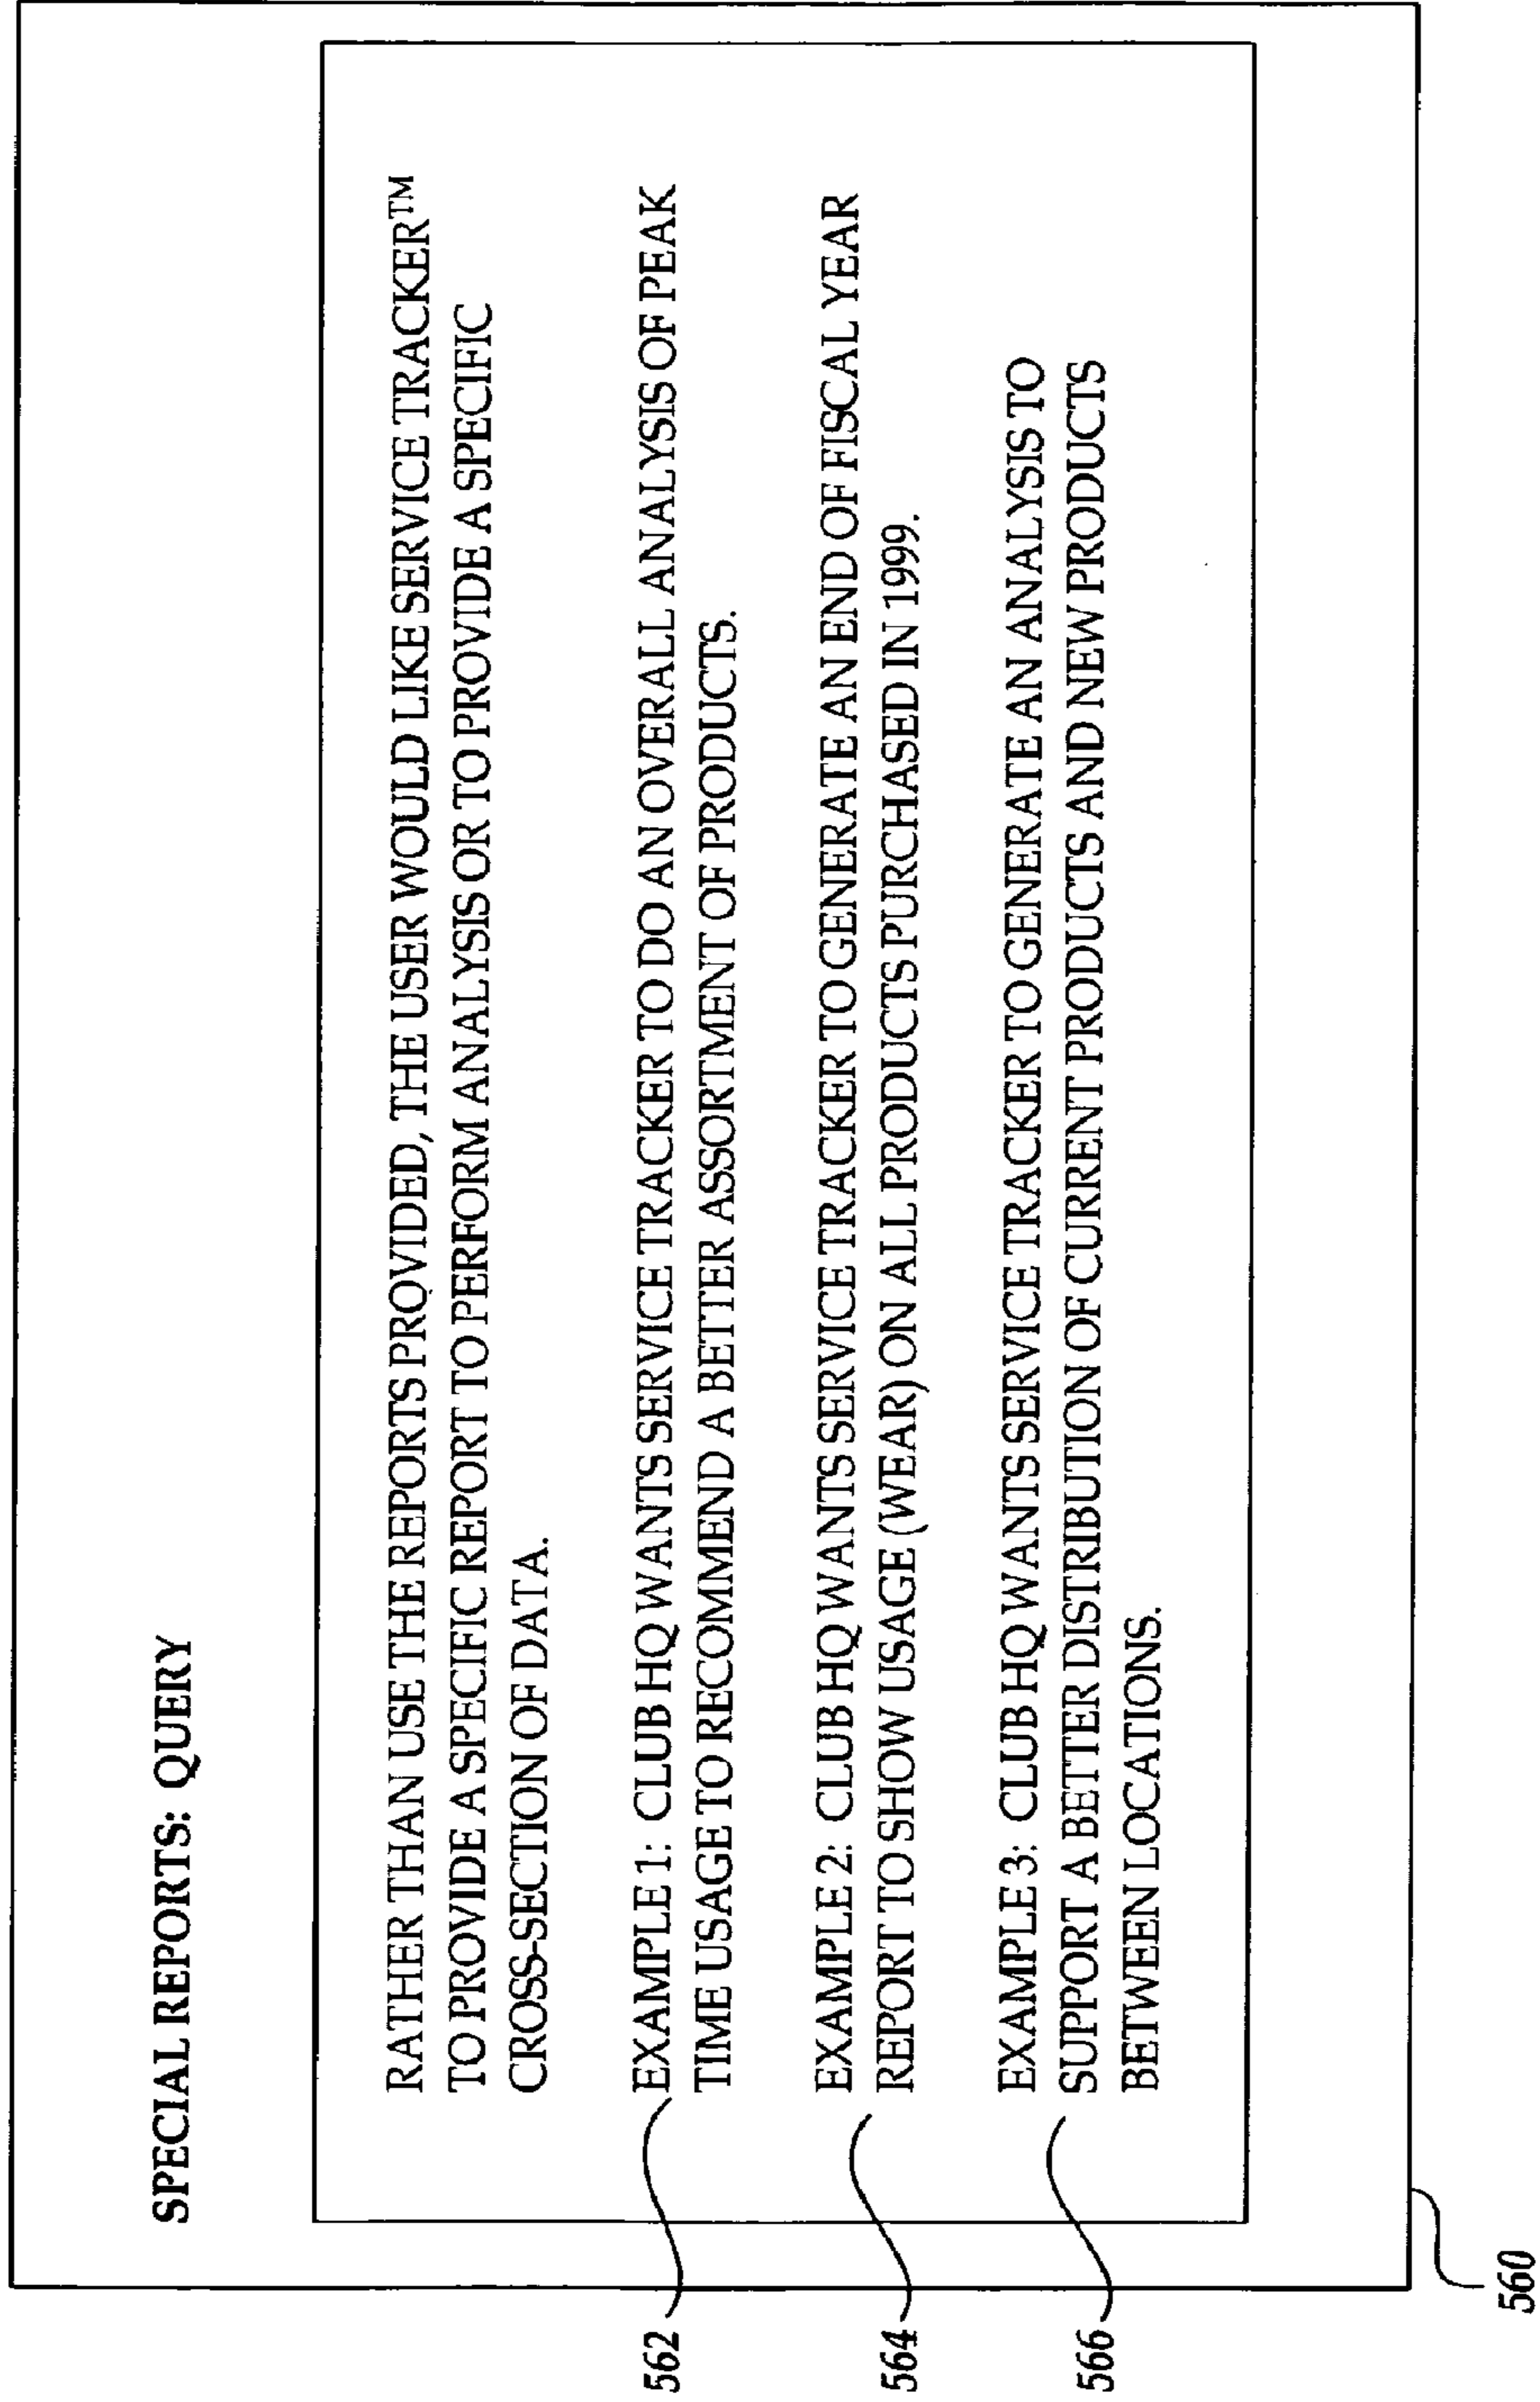 SPECIAL REPORTS: QUERY
RATHER THAN USE THE REPORTS PROVIDED, THE USER WOULD LIKE SERVICE TRACKER™
TO PROVIDE A SPECIFIC REPORT TO PERFORM ANALYSIS OR TO PROVIDE A SPECIFIC
CROSS-SECTION OF DATA.
562
EXAMPLE 1: CLUB HQ WANTS SERVICE TRACKER TO DO AN OVERALL ANALYSIS OF PEAK
TIME USAGE TO RECOMMEND A BETTER ASSORTMENT OF PRODUCTS.
564
EXAMPLE 2: CLUB HQ WANTS SERVICE TRACKER TO GENERATE AN END OF FISCAL YEAR
REPORT TO SHOW USAGE (WEAR) ON ALL PRODUCTS PURCHASED IN 1999.
566
EXAMPLE 3: CLUB HQ WANTS SERVICE TRACKER TO GENERATE AN ANALYSIS TO
SUPPORT A BETTER DISTRIBUTION OF CURRENT PRODUCTS AND NEW PRODUCTS
BETWEEN LOCATIONS.
560